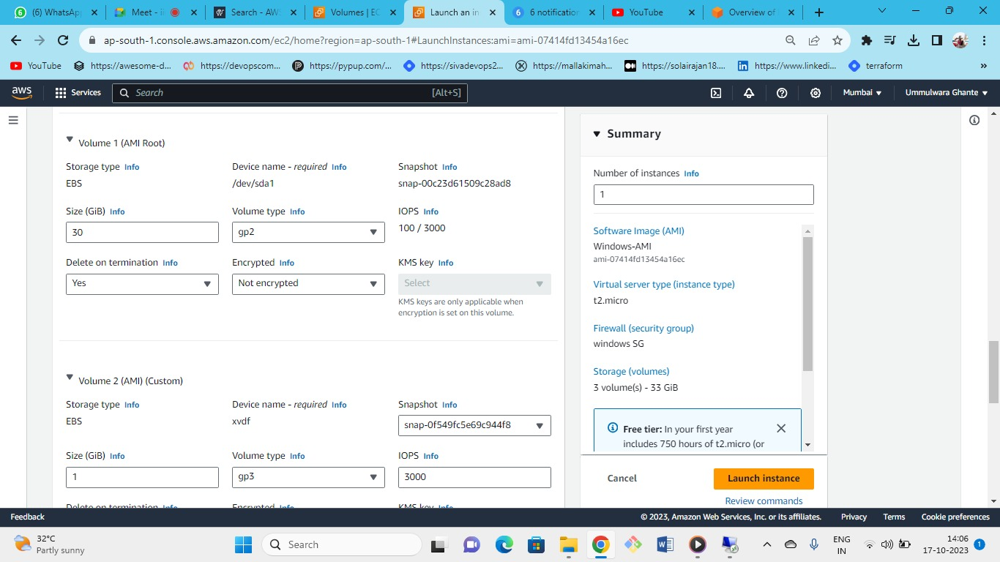 (6) WhatsAp
Meet - ii
Search - AW
Volumes | EC
Launch an in
6 notification
YouTube
Overview of
ap-south-1.console.aws.amazon.com/ec2/home?region=ap-south-1#LaunchInstances:ami=ami-07414fd13454a16ec
YouTube
https://awesome-d...
https://devopscom...
https://pypup.com/...
https://sivadevops2...
https://mallakimah...
https://solairajan18....
https://www.linkedi...
terraform
aws
Services
Search
[Alt+S]
Mumbai
Ummulwara Ghante
Volume 1 (AMI Root)
Storage type Info
Device name - required Info
Snapshot Info
EBS
/dev/sda1
snap-00c23d61509c28ad8
Size (GiB) Info
Volume type Info
IOPS Info
30
gp2
100 / 3000
Delete on termination Info
Encrypted Info
KMS key Info
Yes
Not encrypted
Select
KMS keys are only applicable when
encryption is set on this volume.
Volume 2 (AMI) (Custom)
Storage type Info
Device name - required Info
Snapshot Info
EBS
xvdf
snap-0f549fc5e69c944f8
Size (GiB) Info
Volume type Info
IOPS Info
1
gp3
3000
Delete on termination Info
Encrypted Info
KMS key Info
Summary
Number of instances Info
1
Software Image (AMI)
Windows-AMI
ami-07414fd13454a16ec
Virtual server type (instance type)
t2.micro
Firewall (security group)
windows SG
Storage (volumes)
3 volume(s) - 33 GiB
Free tier: In your first year
includes 750 hours of t2.micro (or
Cancel
Launch instance
Review commands
Feedback
© 2023, Amazon Web Services, Inc. or its affiliates.
Privacy
Terms
Cookie preferences
32°C
Partly sunny
Search
ENG
IN
14:06
17-10-2023
1